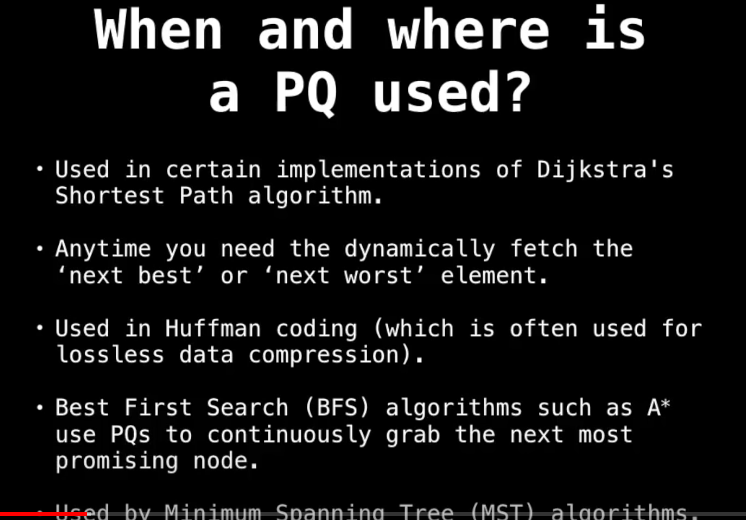 When and where is
a PQ used?
• Used in certain implementations of Dijkstra's
Shortest Path algorithm.
• Anytime you need the dynamically fetch the
‘next best’ or ‘next worst’ element.
• Used in Huffman coding (which is often used for
lossless data compression).
• Best First Search (BFS) algorithms such as A*
use PQs to continuously grab the next most
promising node.
• Used by Minimum Spanning Tree (MST) algorithms.